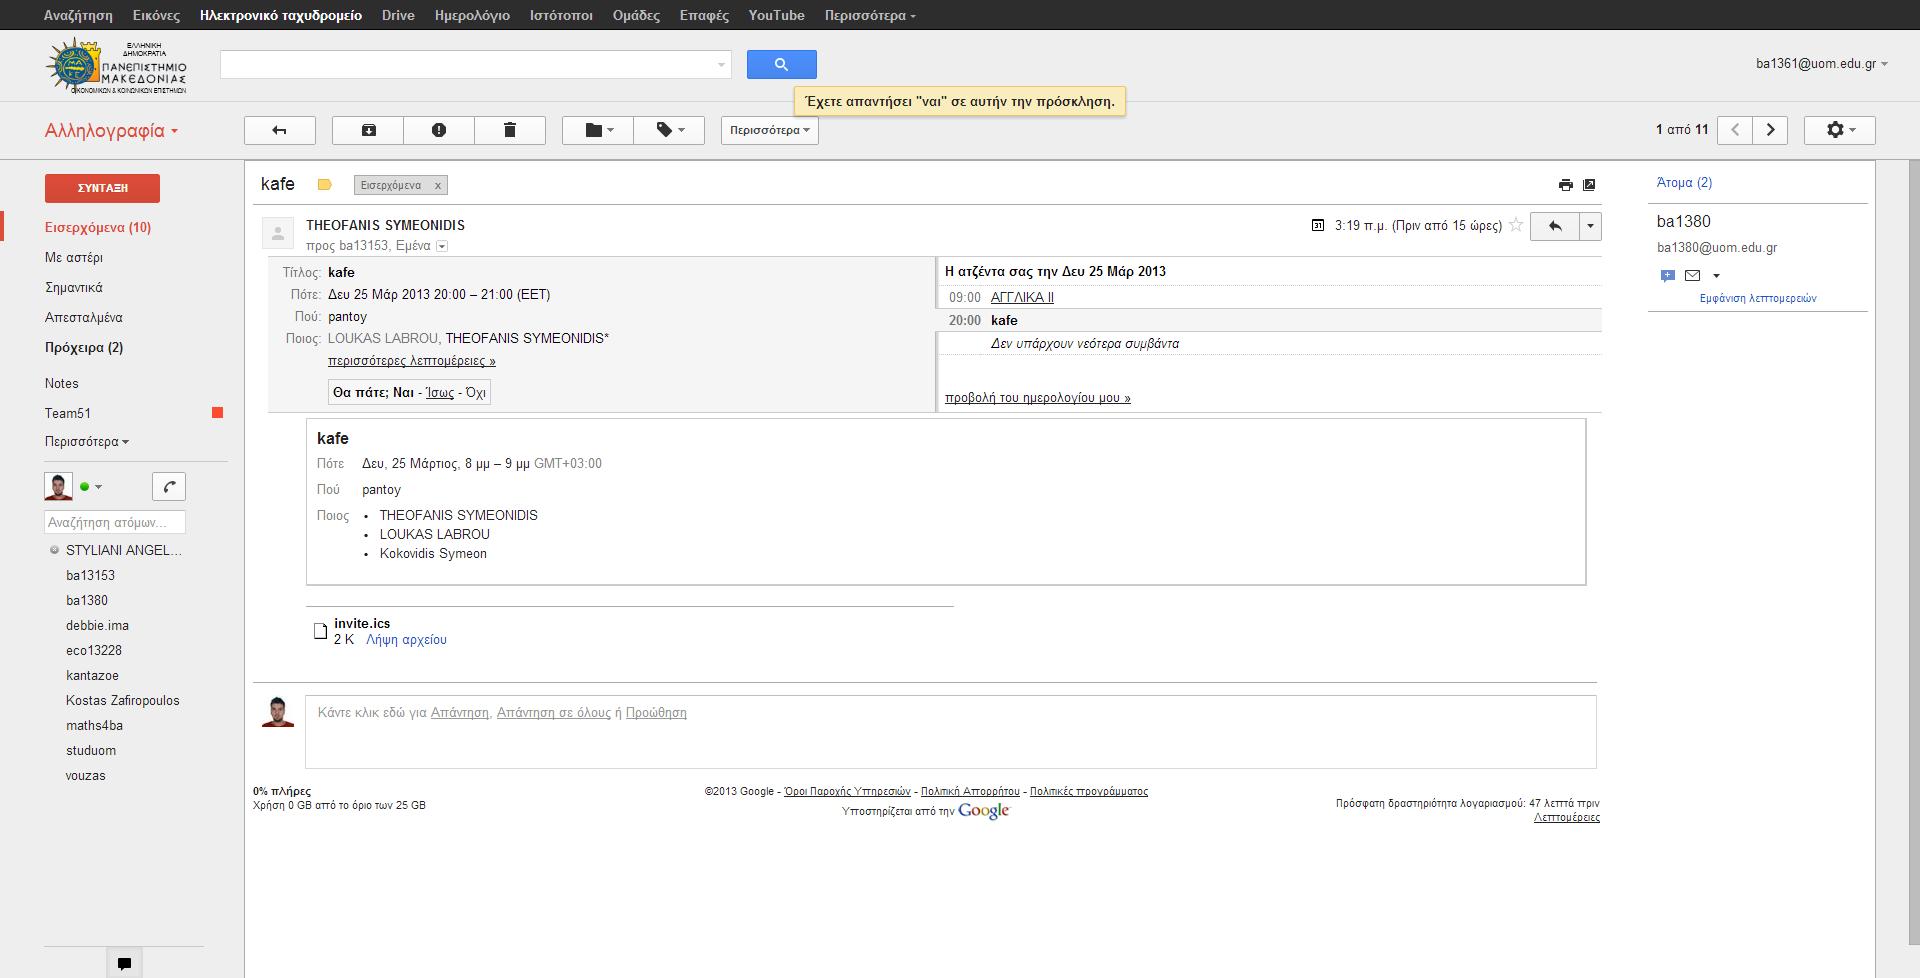 Αναζήτηση Εικόνες Ηλεκτρονικό ταχυδρομείο Drive Ημερολόγιο Ιστότοποι Ομάδες Επαφές YouTube Περισσότερα
ΕΛΛΗΝΙΚΗ
ΔΗΜΟΚΡΑΤΙΑ
ΠΑΝΕΠΙΣΤΗΜΙΟ
ΜΑΚΕΔΟΝΙΑΣ
ΟΙΚΟΝΟΜΙΚΩΝ & ΚΟΙΝΩΝΙΚΩΝ ΕΠΙΣΤΗΜΩΝ
ba1361@uom.edu.gr
Έχετε απαντήσει "ναι" σε αυτήν την πρόσκληση.
Αλληλογραφία
Περισσότερα
1 από 11
ΣΥΝΤΑΞΗ
Εισερχόμενα (10)
Με αστέρι
Σημαντικά
Απεσταλμένα
Πρόχειρα (2)
Notes
Team51
Περισσότερα
Αναζήτηση ατόμων...
STYLIANI ANGEL...
ba13153
ba1380
debbie.ima
eco13228
kantazoe
Kostas Zafiropoulos
maths4ba
studuom
vouzas
kafe Εισερχόμενα x
THEOFANIS SYMEONIDIS 31 3:19 π.μ. (Πριν από 15 ώρες)
προς ba13153, Εμένα
Τίτλος: kafe
Πότε: Δευ 25 Μάρ 2013 20:00 – 21:00 (EET)
Πού: pantoy
Ποιος: LOUKAS LABROU, THEOFANIS SYMEONIDIS*
περισσότερες λεπτομέρειες »
Θα πάτε; Ναι - Ίσως - Όχι
Η ατζέντα σας την Δευ 25 Μάρ 2013
09:00 ΑΓΓΛΙΚΑ ΙΙ
20:00 kafe
Δεν υπάρχουν νεότερα συμβάντα
προβολή του ημερολογίου μου »
kafe
Πότε Δευ, 25 Μάρτιος, 8 μμ – 9 μμ GMT+03:00
Πού pantoy
Ποιος • THEOFANIS SYMEONIDIS
• LOUKAS LABROU
• Kokovidis Symeon
invite.ics
2 K Λήψη αρχείου
Κάντε κλικ εδώ για Απάντηση, Απάντηση σε όλους ή Προώθηση
0% πλήρες
Χρήση 0 GB από το όριο των 25 GB
©2013 Google - Όροι Παροχής Υπηρεσιών - Πολιτική Απορρήτου - Πολιτικές προγράμματος
Υποστηρίζεται από την Google
Πρόσφατη δραστηριότητα λογαριασμού: 47 λεπτά πριν
Λεπτομέρειες
Άτομα (2)
ba1380
ba1380@uom.edu.gr
Εμφάνιση λεπτομερειών